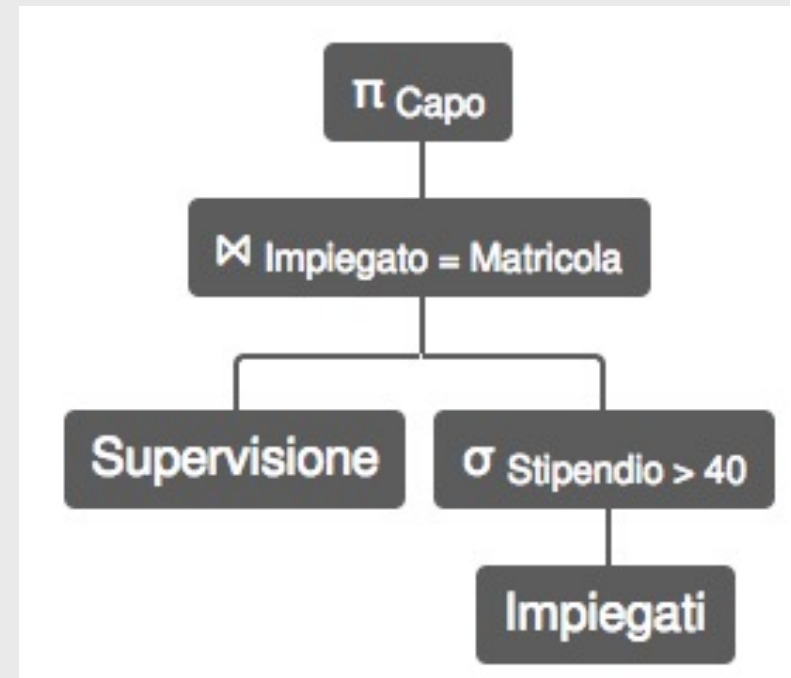 π Capo
⋈ Impiegato = Matricola
Supervisione
σ Stipendio > 40
Impiegati